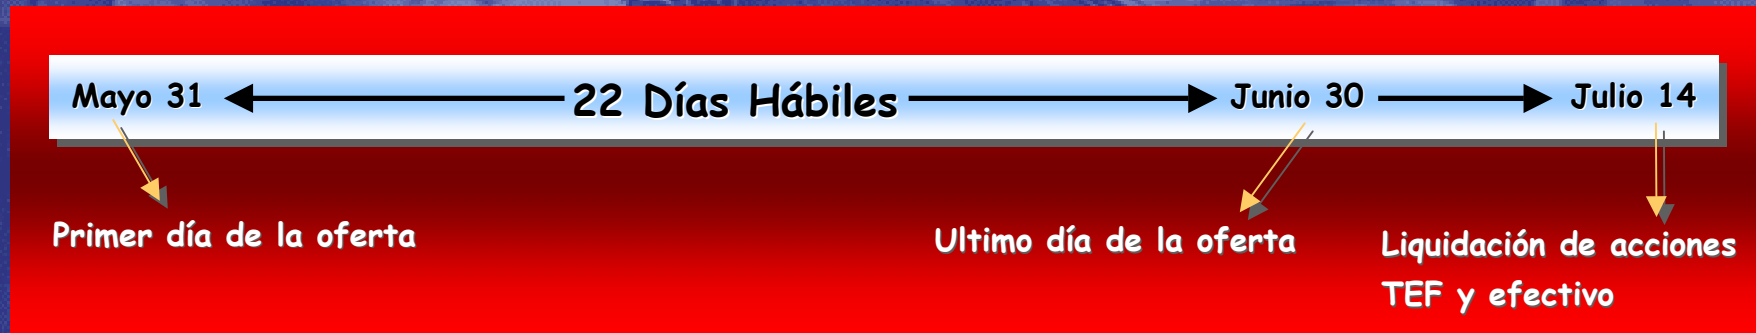 Mayo 31 22 Días Hábiles Junio 30 Julio 14
Primer día de la oferta
Ultimo día de la oferta
Liquidación de acciones
TEF y efectivo